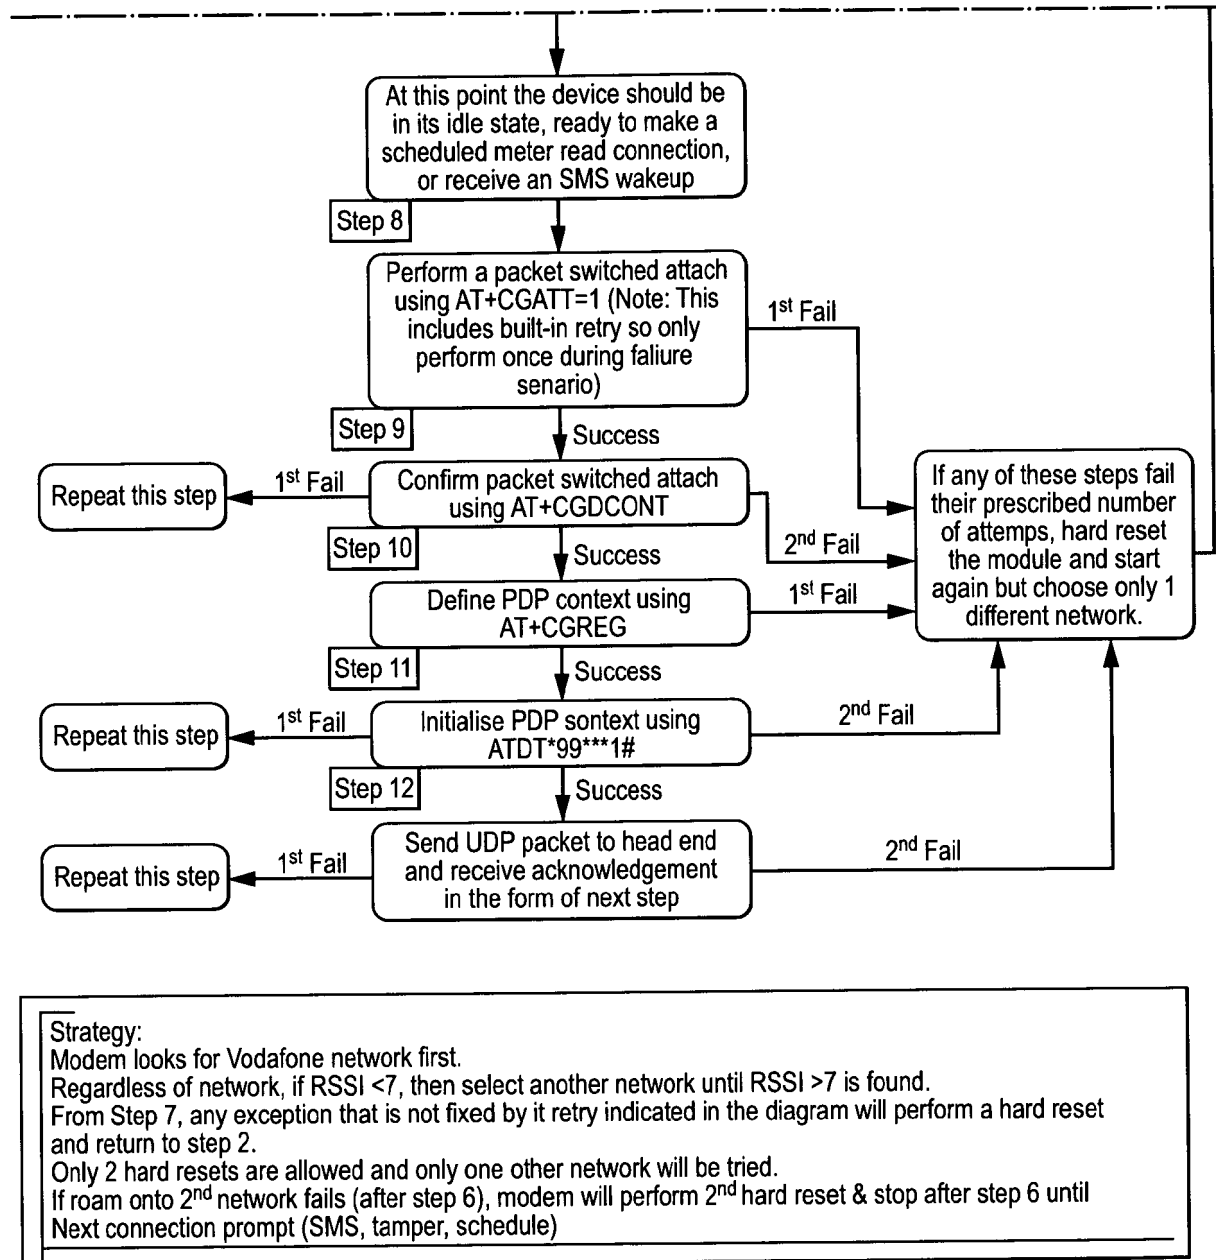 At this point the device should be
in its idle state, ready to make a
scheduled meter read connection,
or receive an SMS wakeup
Step 8
Perform a packet switched attach
using AT+CGATT=1 (Note: This
includes built-in retry so only
perform once during faliure
senario)
1st Fail
Step 9
Success
Repeat this step
1st Fail
Confirm packet switched attach
using AT+CGDCONT
2nd Fail
If any of these steps fail
their prescribed number
of attemps, hard reset
the module and start
again but choose only 1
different network.
Step 10
Success
Define PDP context using
AT+CGREG
1st Fail
Step 11
Success
Repeat this step
1st Fail
Initialise PDP sontext using
ATDT*99***1#
2nd Fail
Step 12
Success
Repeat this step
1st Fail
Send UDP packet to head end
and receive acknowledgement
in the form of next step
2nd Fail
Strategy:
Modem looks for Vodafone network first.
Regardless of network, if RSSI <7, then select another network until RSSI >7 is found.
From Step 7, any exception that is not fixed by it retry indicated in the diagram will perform a hard reset
and return to step 2.
Only 2 hard resets are allowed and only one other network will be tried.
If roam onto 2nd network fails (after step 6), modem will perform 2nd hard reset & stop after step 6 until
Next connection prompt (SMS, tamper, schedule)